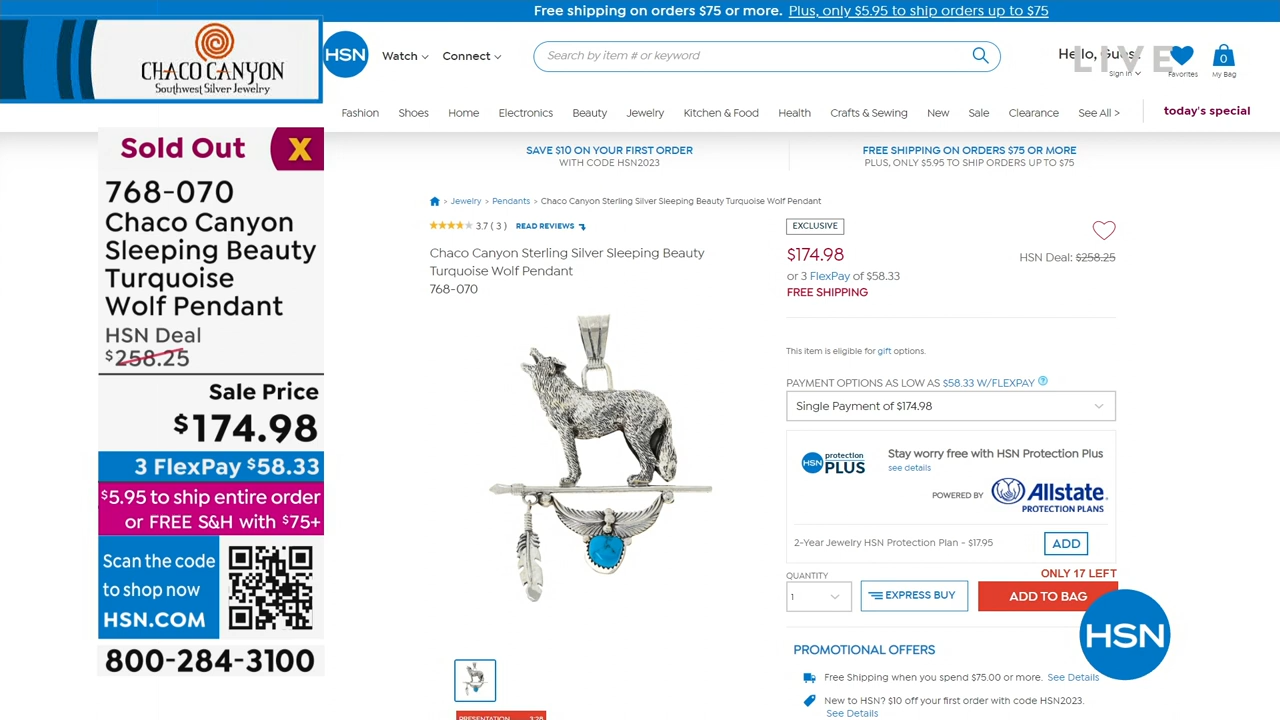 Free shipping on orders $75 or more. Plus, only $5.95 to ship orders up to $75
CHACO CANYON
Southwest Silver Jewelry
HSN
Watch
Connect
Search by item # or keyword
Hello, Guest
LIVE
Sign In
Favorites
0
My Bag
Fashion Shoes Home Electronics Beauty Jewelry Kitchen & Food Health Crafts & Sewing New Sale Clearance See All > today's special
Sold Out X
768-070
Chaco Canyon
Sleeping Beauty
Turquoise
Wolf Pendant
HSN Deal
$258.25
Sale Price
$174.98
3 FlexPay $58.33
$5.95 to ship entire order
or FREE S&H with $75+
Scan the code
to shop now
HSN.COM
800-284-3100
SAVE $10 ON YOUR FIRST ORDER
WITH CODE HSN2023
FREE SHIPPING ON ORDERS $75 OR MORE
PLUS, ONLY $5.95 TO SHIP ORDERS UP TO $75
> Jewelry > Pendants > Chaco Canyon Sterling Silver Sleeping Beauty Turquoise Wolf Pendant
3.7 ( 3 ) READ REVIEWS
Chaco Canyon Sterling Silver Sleeping Beauty
Turquoise Wolf Pendant
768-070
EXCLUSIVE
$174.98
HSN Deal: $258.25
or 3 FlexPay of $58.33
FREE SHIPPING
This item is eligible for gift options.
PAYMENT OPTIONS AS LOW AS $58.33 W/FLEXPAY ?
Single Payment of $174.98
HSN protection PLUS
Stay worry free with HSN Protection Plus
see details
POWERED BY Allstate.
PROTECTION PLANS
2-Year Jewelry HSN Protection Plan - $17.95
ADD
ONLY 17 LEFT
QUANTITY
1
EXPRESS BUY
ADD TO BAG
HSN
PROMOTIONAL OFFERS
Free Shipping when you spend $75.00 or more. See Details
New to HSN? $10 off your first order with code HSN2023.
See Details
PRESENTATION 3:28